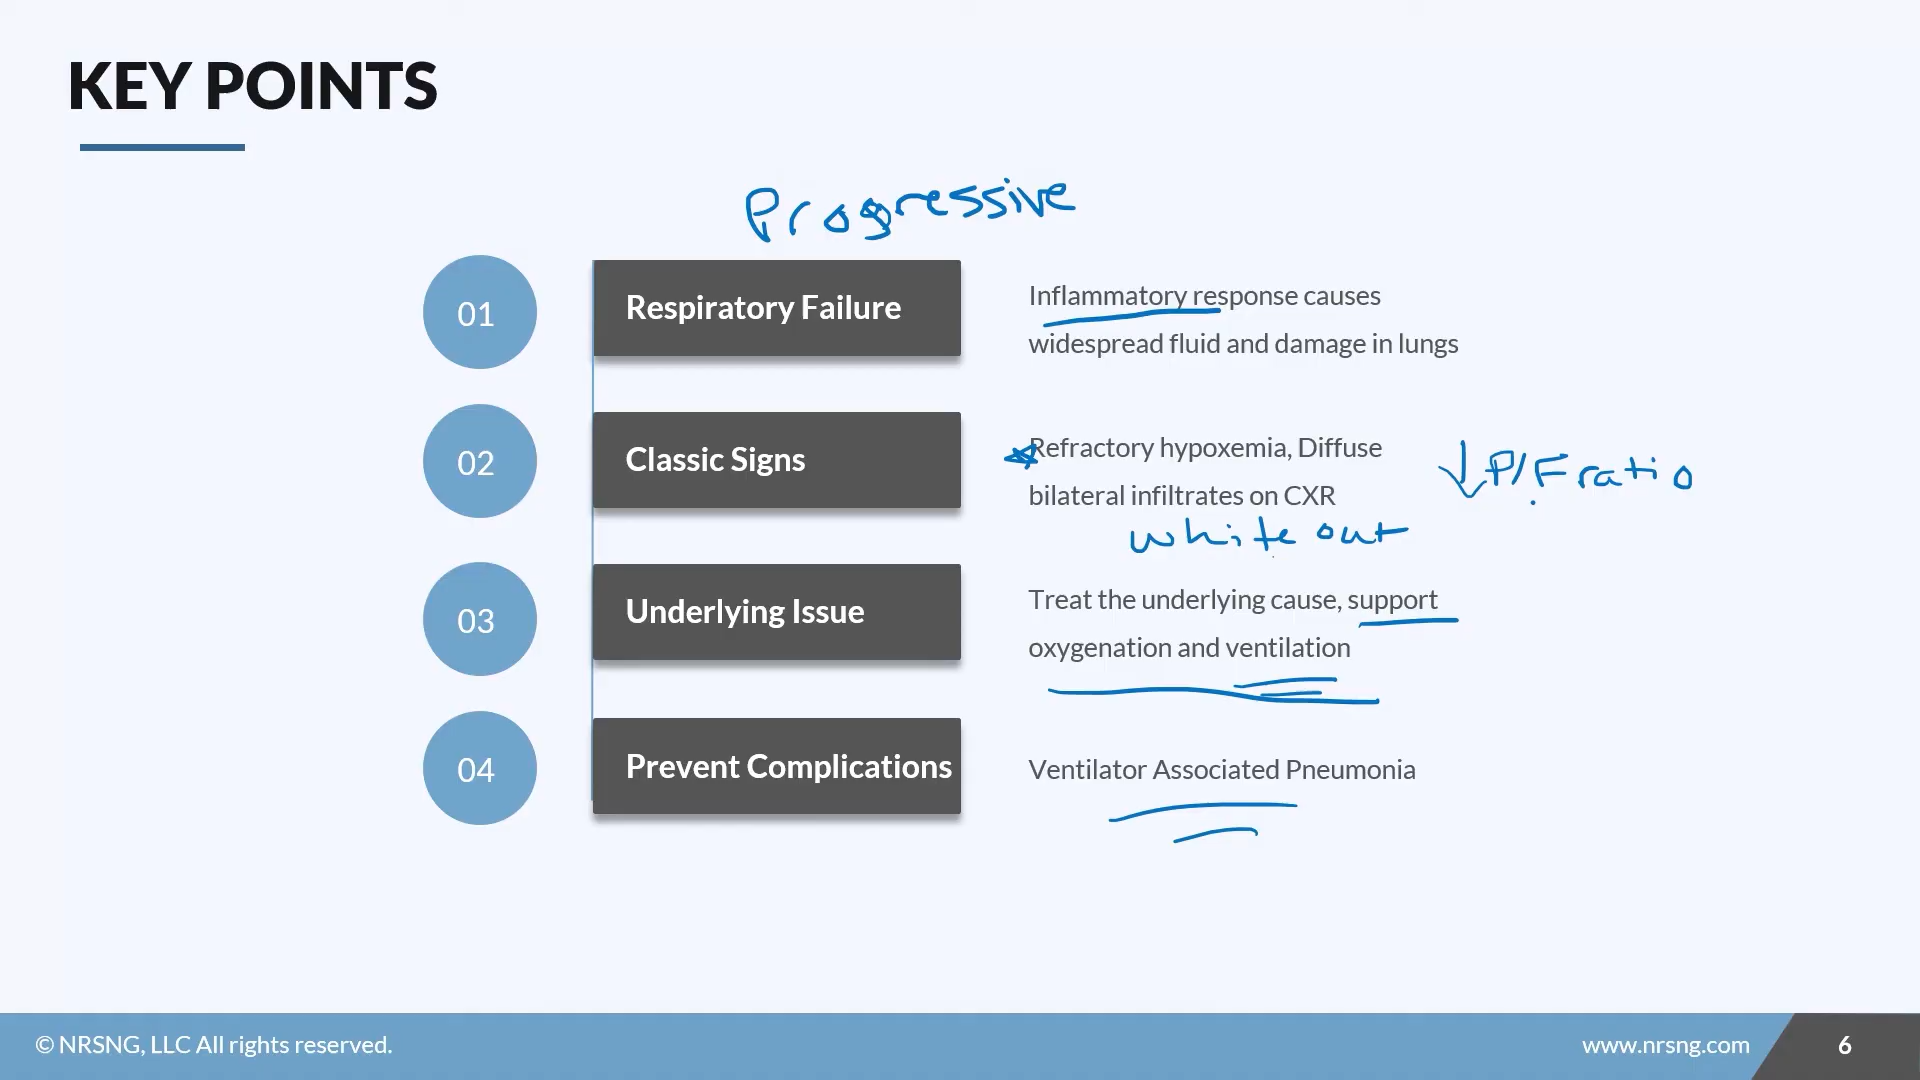 KEY POINTS
Progressive
01
Respiratory Failure
Inflammatory response causes
widespread fluid and damage in lungs
02
Classic Signs
Refractory hypoxemia, Diffuse
bilateral infiltrates on CXR
↓P/F ratio
white out
03
Underlying Issue
Treat the underlying cause, support
oxygenation and ventilation
04
Prevent Complications
Ventilator Associated Pneumonia
© NRSNG, LLC All rights reserved.
www.nrsng.com
6